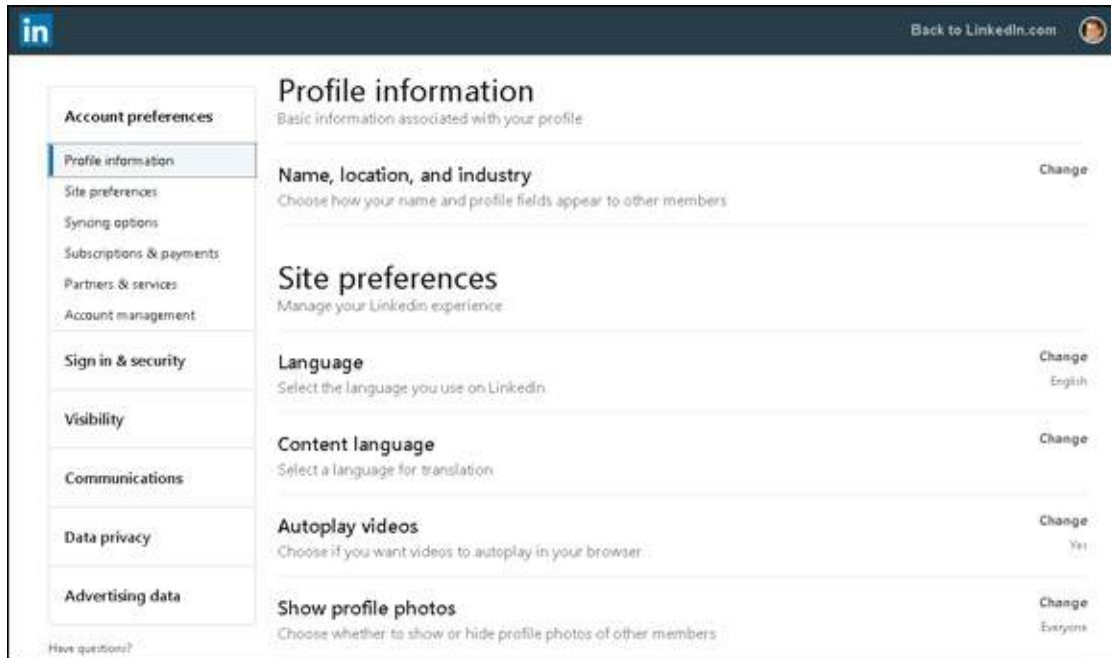 in
Back to LinkedIn.com
Account preferences
Profile information
Site preferences
Syncing options
Subscriptions & payments
Partners & services
Account management
Sign in & security
Visibility
Communications
Data privacy
Advertising data
Have questions?
Profile information
Basic information associated with your profile
Name, location, and industry
Change
Choose how your name and profile fields appear to other members
Site preferences
Manage your LinkedIn experience
Language
Change
Select the language you use on LinkedIn
English
Content language
Change
Select a language for translation
Autoplay videos
Change
Choose if you want videos to autoplay in your browser
Yes
Show profile photos
Change
Choose whether to show or hide profile photos of other members
Everyone